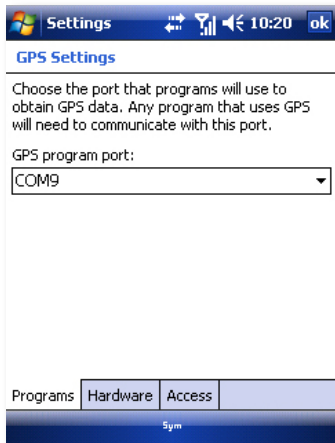 Settings 10:20 ok
GPS Settings
Choose the port that programs will use to
obtain GPS data. Any program that uses GPS
will need to communicate with this port.
GPS program port:
COM9
Programs Hardware Access
Sym